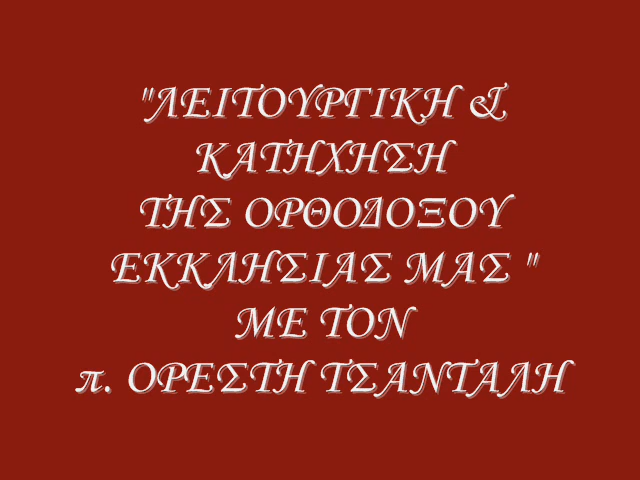 "ΛΕΙΤΟΥΡΓΙΚΗ &
ΚΑΤΗΧΗΣΗ
ΤΗΣ ΟΡΘΟΔΟΞΟΥ
ΕΚΚΛΗΣΙΑΣ ΜΑΣ "
ΜΕ ΤΟΝ
π. ΟΡΕΣΤΗ ΤΣΑΝΤΑΛΗ